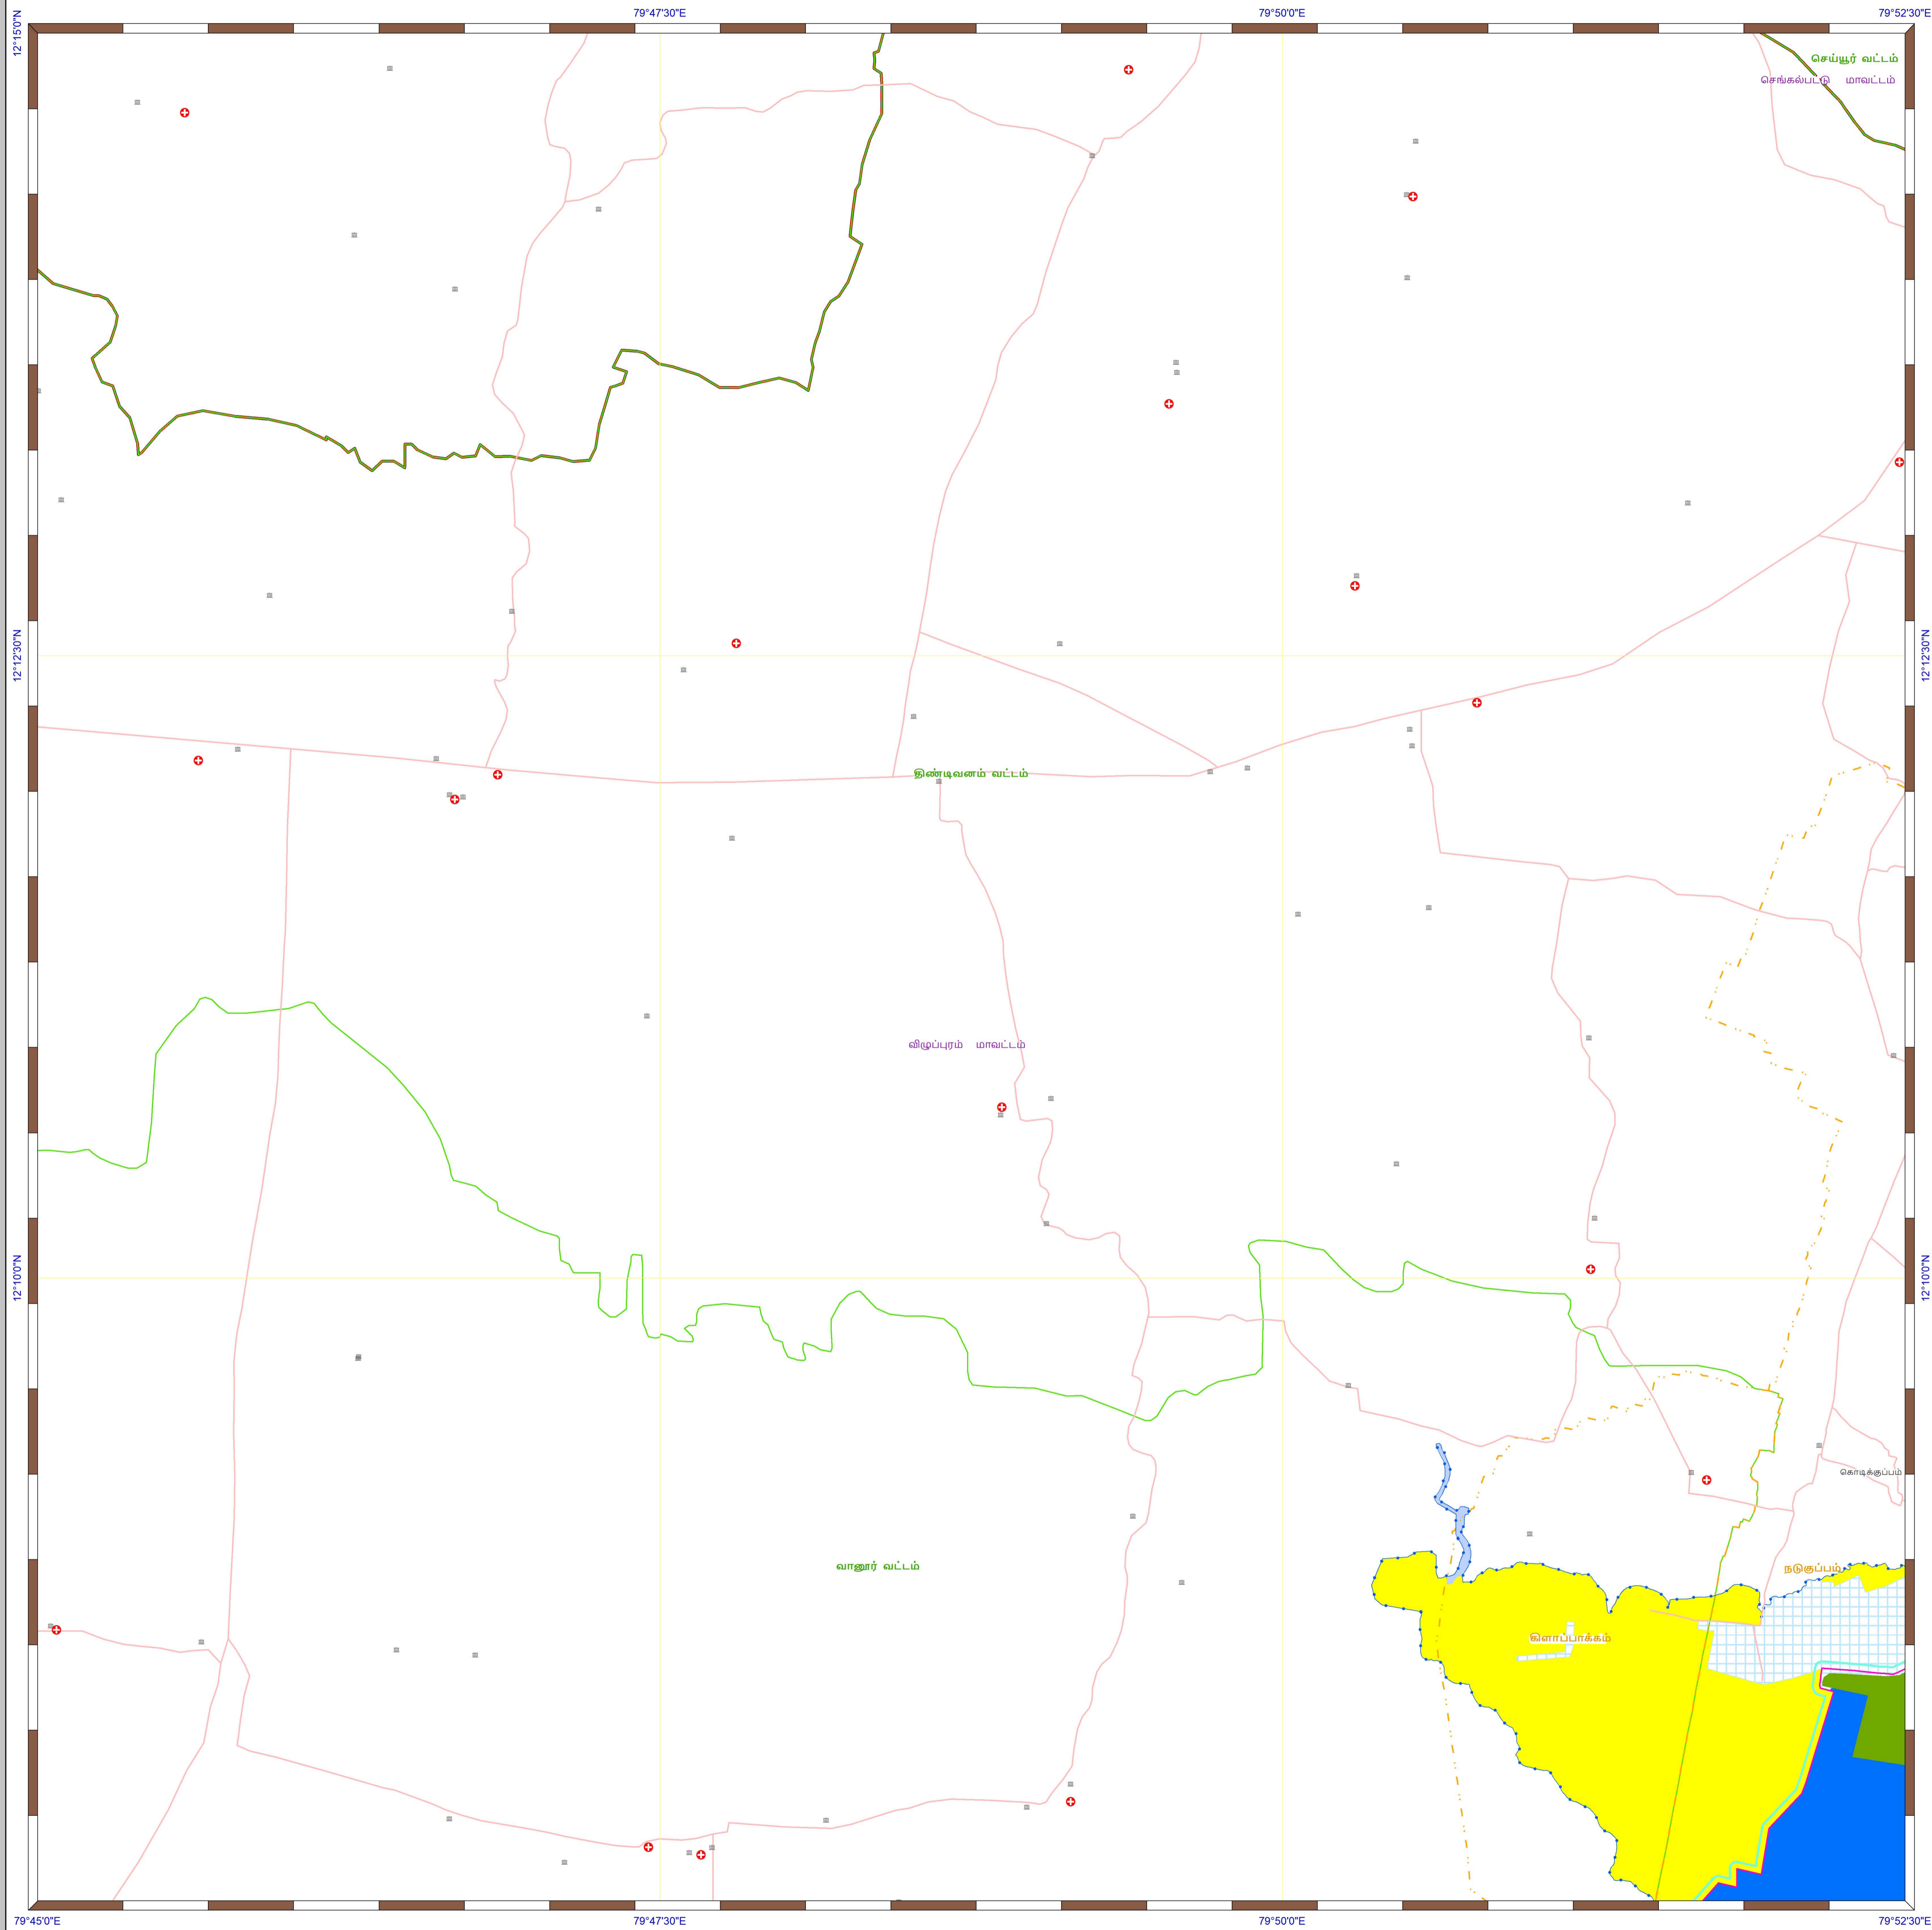 79°47'30"E
79°50'0"E
79°52'30"E
12°15'0"N
செய்யூர் வட்டம்
செங்கல்பட்டு மாவட்டம்
12°12'30"N
12°12'30"N
திண்டிவனம் வட்டம்
விழுப்புரம் மாவட்டம்
12°10'0"N
12°10'0"N
கொடிக்குப்பம்
வானூர் வட்டம்
நடுகுப்பம்
கிளாப்பாக்கம்
79°45'0"E
79°47'30"E
79°50'0"E
79°52'30"E